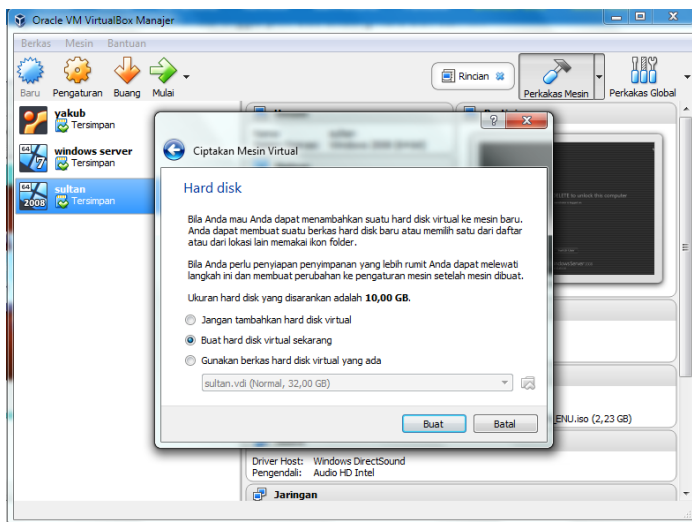 Oracle VM VirtualBox Manajer
Berkas Mesin Bantuan
Baru Pengaturan Buang Mulai
Rincian
Perkakas Mesin Perkakas Global
yakub
Tersimpan
64 windows server
7 Tersimpan
64 sultan
2008 Tersimpan
Ciptakan Mesin Virtual
Hard disk
Bila Anda mau Anda dapat menambahkan suatu hard disk virtual ke mesin baru.
Anda dapat membuat suatu berkas hard disk baru atau memilih satu dari daftar
atau dari lokasi lain memakai ikon folder.
Bila Anda perlu penyiapan penyimpanan yang lebih rumit Anda dapat melewati
langkah ini dan membuat perubahan ke pengaturan mesin setelah mesin dibuat.
Ukuran hard disk yang disarankan adalah 10,00 GB.
Jangan tambahkan hard disk virtual
Buat hard disk virtual sekarang
Gunakan berkas hard disk virtual yang ada
sultan.vdi (Normal, 32,00 GB)
Buat Batal
_ENU.iso (2,23 GB)
Driver Host: Windows DirectSound
Pengendali: Audio HD Intel
Jaringan